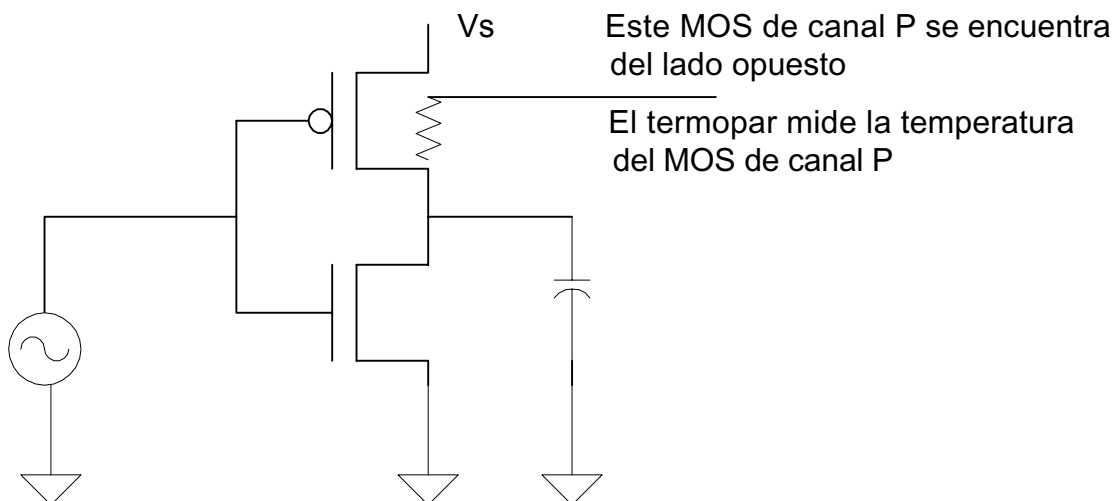 Vs
Este MOS de canal P se encuentra
del lado opuesto
El termopar mide la temperatura
del MOS de canal P